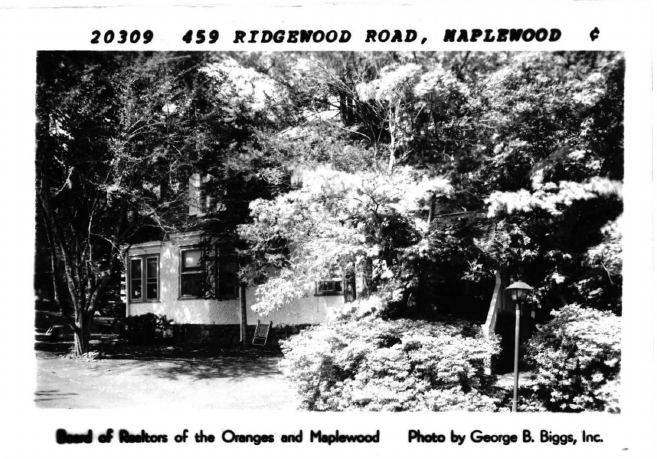 20309 459 RIDGEWOOD ROAD, MAPLEWOOD ¢
Board of Realtors of the Oranges and Maplewood Photo by George B. Biggs, Inc.